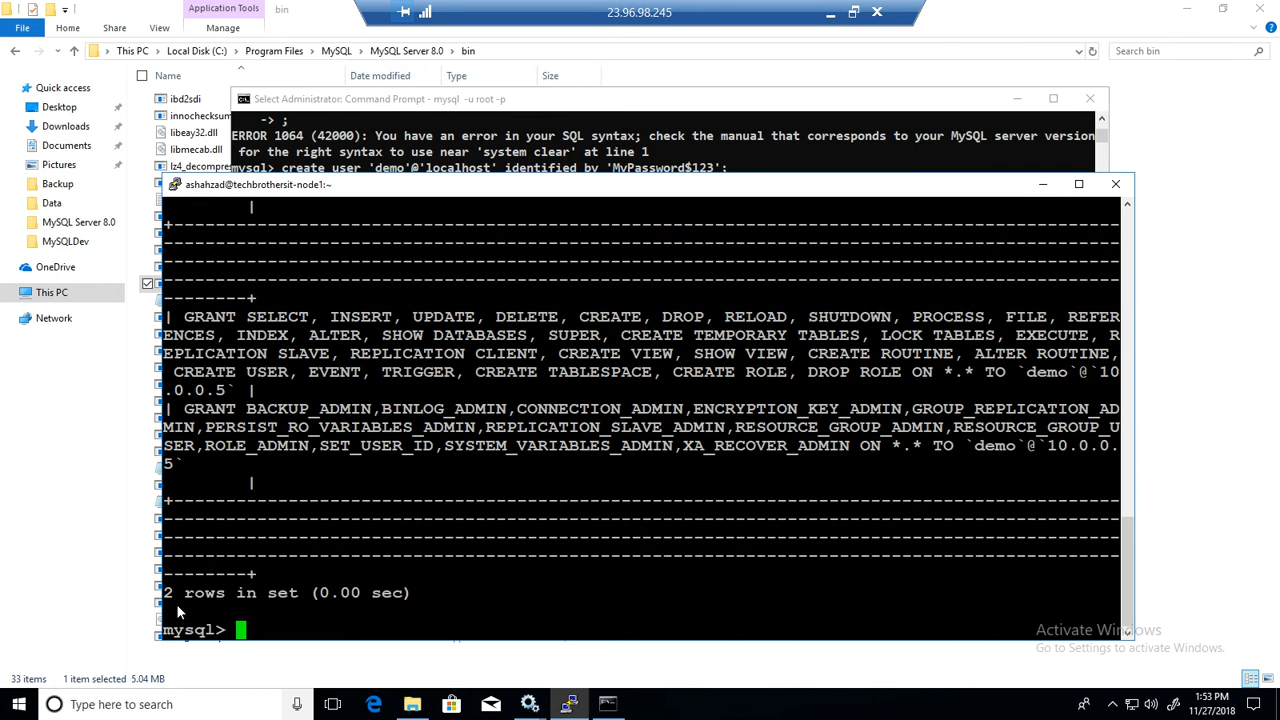 Application Tools
bin
23.96.98.245
File
Home
Share
View
Manage
This PC
Local Disk (C:)
Program Files
MySQL
MySQL Server 8.0
bin
Search bin
Name
Date modified
Type
Size
Quick access
Desktop
Downloads
Documents
Pictures
Backup
Data
MySQL Server 8.0
MySQLDev
OneDrive
This PC
Network
ibd2sdi
innochecksum
libeay32.dll
libmecab.dll
lz4_decompres
Select Administrator: Command Prompt - mysql -u root -p
-> ;
ERROR 1064 (42000): You have an error in your SQL syntax; check the manual that corresponds to your MySQL server version
for the right syntax to use near 'system clear' at line 1
mysql> create user 'demo'@'localhost' identified by 'MyPassword$123';
ashahzad@techbrothersit-node1:~
|
+--------------------------------------------------------------------------------------------
--------------------------------------------------------------------------------------------
--------------------------------------------------------------------------------------------
--------------------------------------------------------------------------------------------
--------+
| GRANT SELECT, INSERT, UPDATE, DELETE, CREATE, DROP, RELOAD, SHUTDOWN, PROCESS, FILE, REFER
ENCES, INDEX, ALTER, SHOW DATABASES, SUPER, CREATE TEMPORARY TABLES, LOCK TABLES, EXECUTE, R
EPLICATION SLAVE, REPLICATION CLIENT, CREATE VIEW, SHOW VIEW, CREATE ROUTINE, ALTER ROUTINE,
CREATE USER, EVENT, TRIGGER, CREATE TABLESPACE, CREATE ROLE, DROP ROLE ON *.* TO `demo`@`10
.0.0.5` |
| GRANT BACKUP_ADMIN,BINLOG_ADMIN,CONNECTION_ADMIN,ENCRYPTION_KEY_ADMIN,GROUP_REPLICATION_AD
MIN,PERSIST_RO_VARIABLES_ADMIN,REPLICATION_SLAVE_ADMIN,RESOURCE_GROUP_ADMIN,RESOURCE_GROUP_U
SER,ROLE_ADMIN,SET_USER_ID,SYSTEM_VARIABLES_ADMIN,XA_RECOVER_ADMIN ON *.* TO `demo`@`10.0.0.
5`
|
+--------------------------------------------------------------------------------------------
--------------------------------------------------------------------------------------------
--------------------------------------------------------------------------------------------
--------------------------------------------------------------------------------------------
--------+
2 rows in set (0.00 sec)
mysql>
Activate Windows
Go to Settings to activate Windows.
33 items
1 item selected 5.04 MB
Type here to search
1:53 PM
11/27/2018